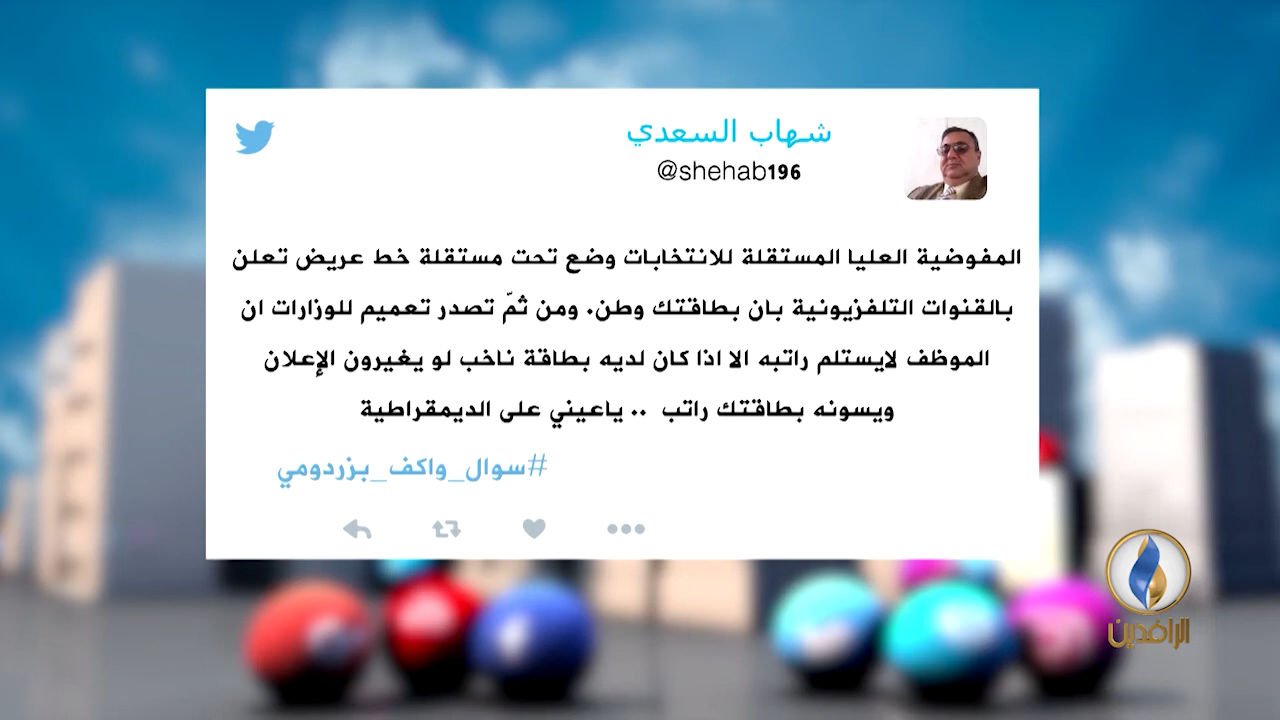 شهاب السعدي
@shehab196
المفوضية العليا المستقلة للانتخابات وضع تحت مستقلة خط عريض تعلن
بالقنوات التلفزيونية بان بطاقتك وطن. ومن ثمّ تصدر تعميم للوزارات ان
الموظف لايستلم راتبه الا اذا كان لديه بطاقة ناخب لو يغيرون الإعلان
ويسونه بطاقتك راتب .. ياعيني على الديمقراطية
#سوال_واكف_بزردومي
الرافدين